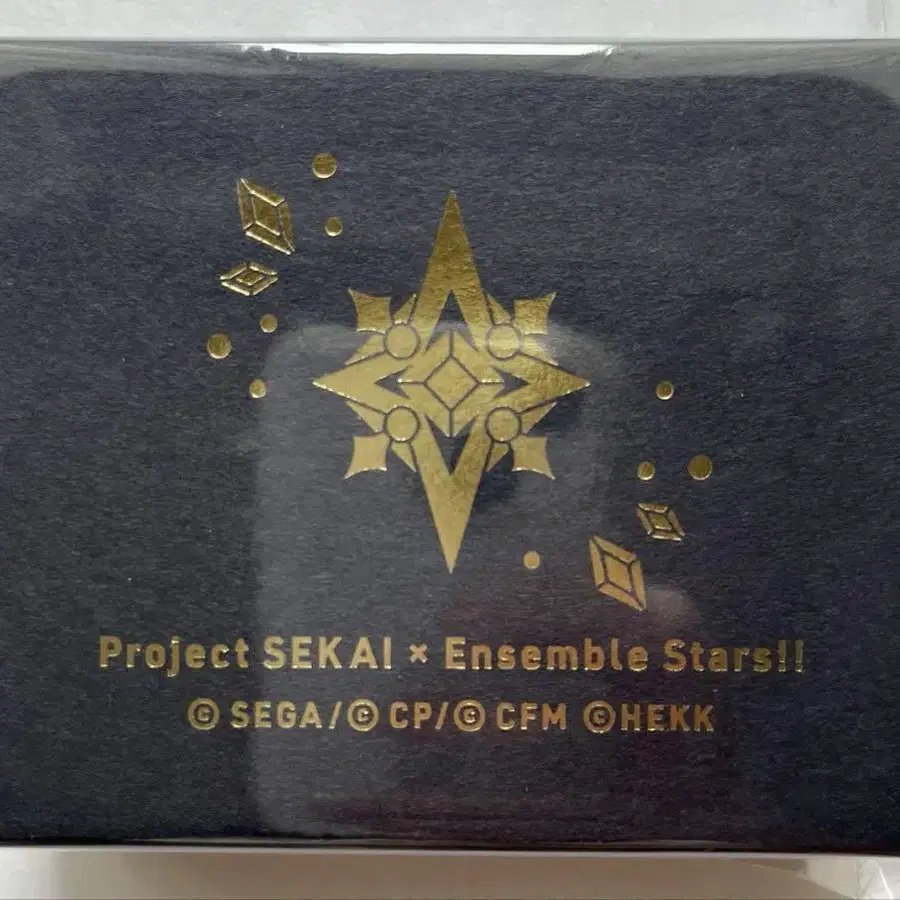 Project SEKAI × Ensemble Stars!!
© SEGA/© CP/© CFM ©HEKK